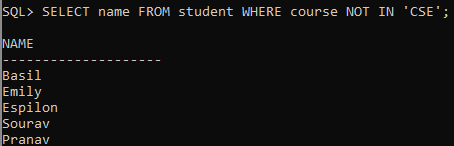 SQL> SELECT name FROM student WHERE course NOT IN 'CSE';
NAME
--------------------
Basil
Emily
Espilon
Sourav
Pranav